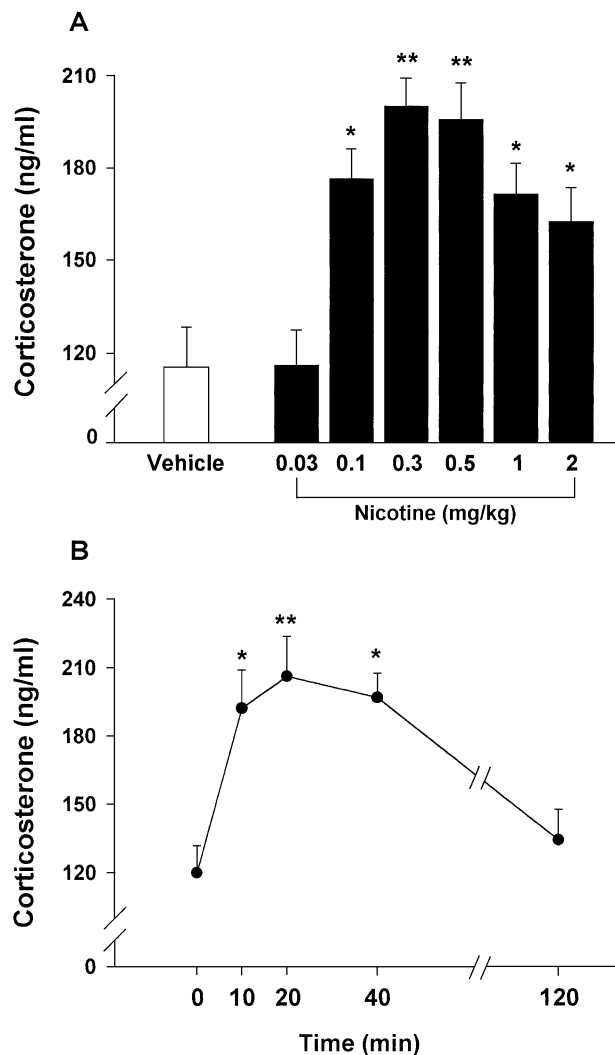 A
Corticosterone (ng/ml)
210
180
150
120
0
*
**
**
*
*
Vehicle 0.03 0.1 0.3 0.5 1 2
Nicotine (mg/kg)
B
Corticosterone (ng/ml)
240
210
180
150
120
0
*
**
*
0 10 20 40 120
Time (min)